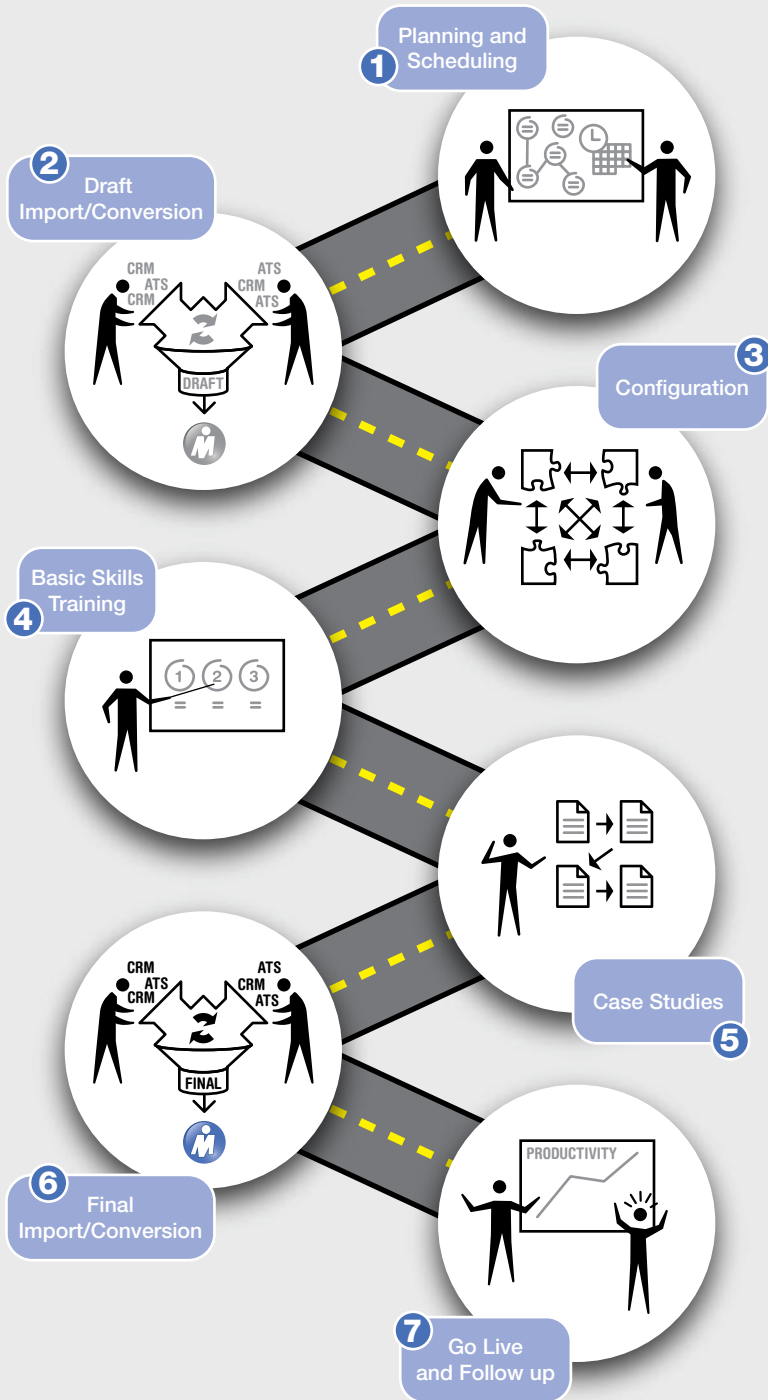 1
Planning and
Scheduling
2
Draft
Import/Conversion
CRM
ATS
CRM
ATS
CRM
ATS
DRAFT
M
3
Configuration
4
Basic Skills
Training
1 2 3
= = =
5
Case Studies
6
Final
Import/Conversion
CRM
ATS
CRM
ATS
CRM
ATS
FINAL
M
7
Go Live
and Follow up
PRODUCTIVITY